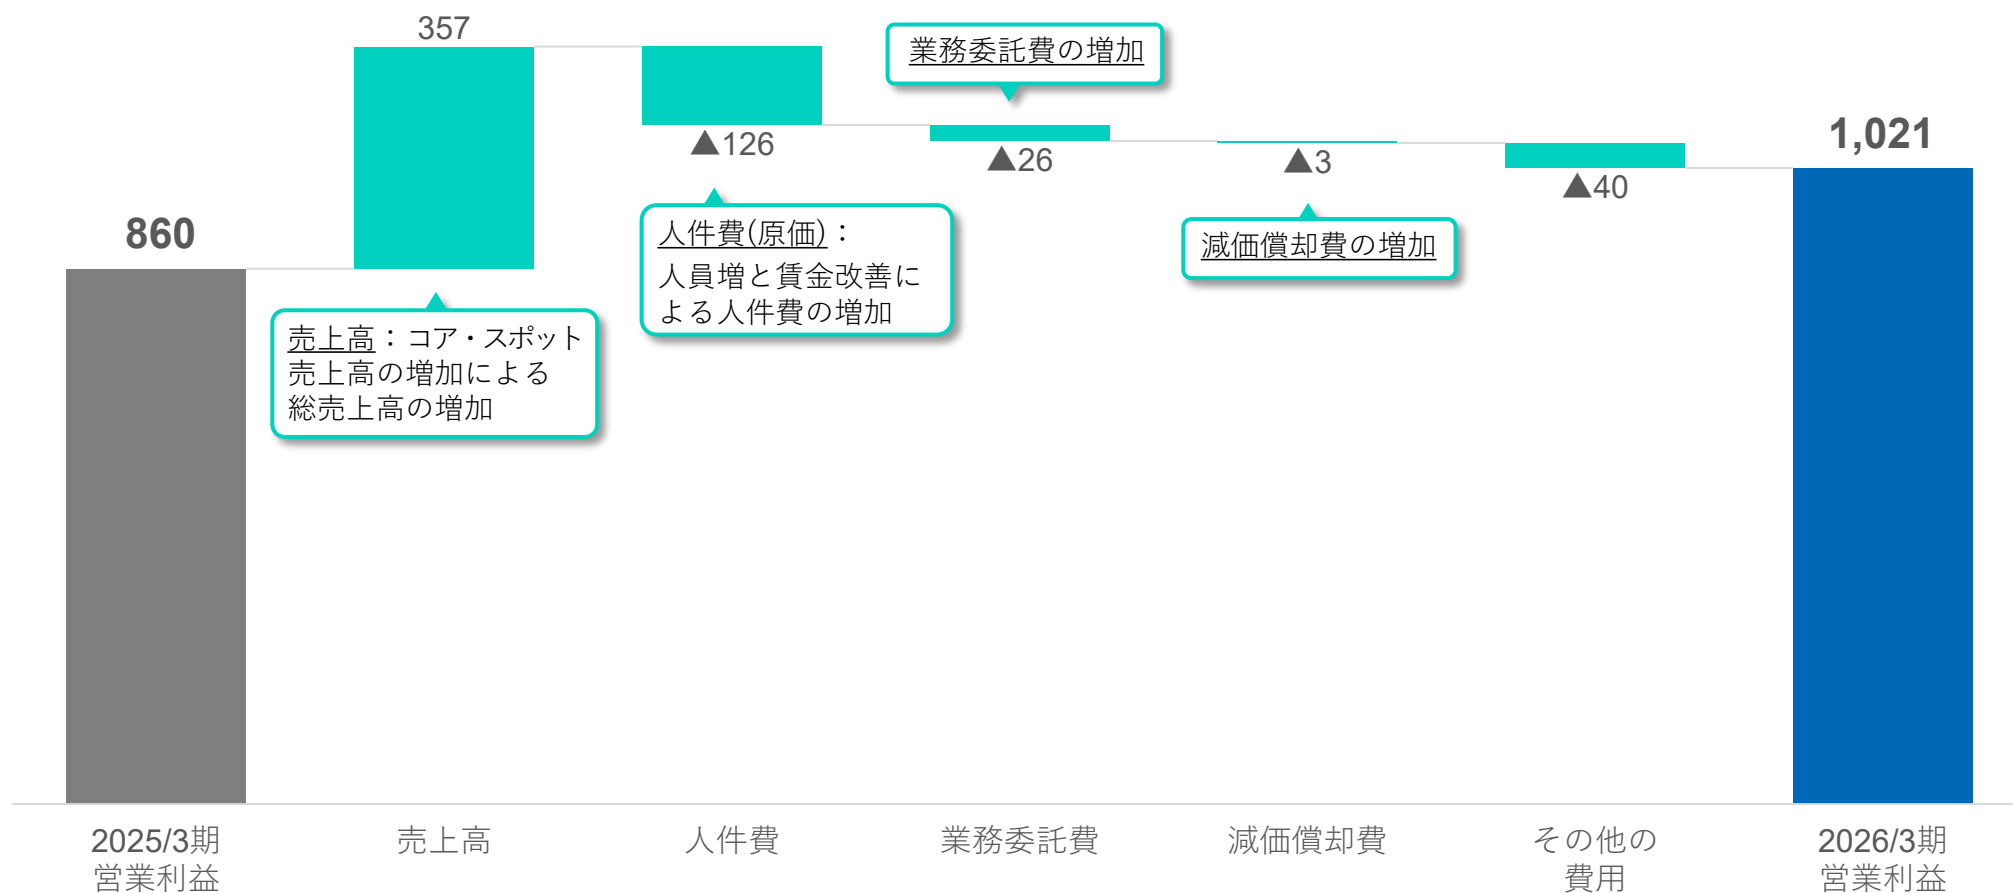 357
業務委託費の増加
▲126
▲26
▲3
▲40
1,021
860
人件費(原価)：
人員増と賃金改善に
よる人件費の増加
減価償却費の増加
売上高：コア・スポット
売上高の増加による
総売上高の増加
2025/3期
営業利益
売上高
人件費
業務委託費
減価償却費
その他の
費用
2026/3期
営業利益